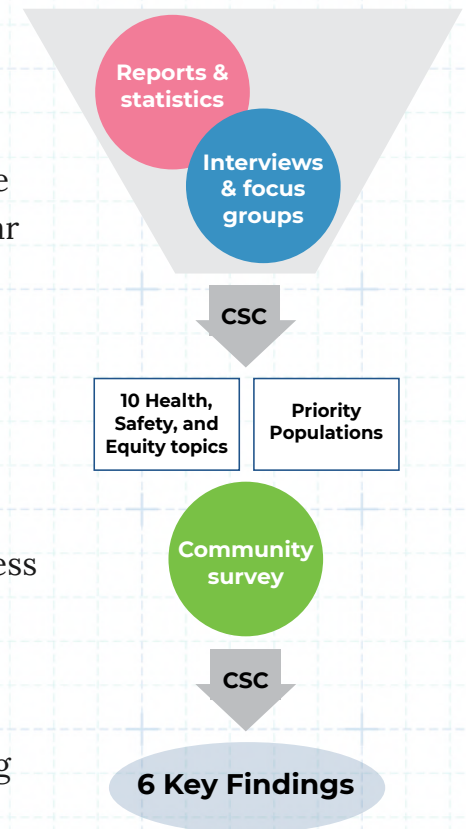 Reports &
statistics
Interviews
& focus
groups
CSC
10 Health,
Safety, and
Equity topics
Priority
Populations
Community
survey
CSC
6 Key Findings